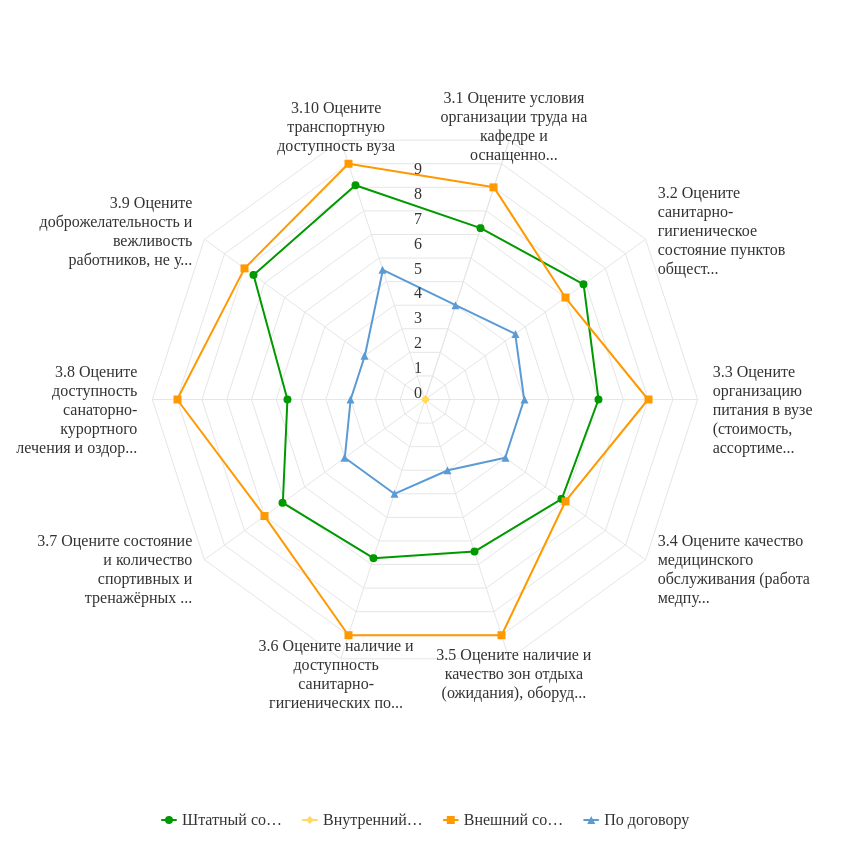 3.10 Оцените
транспортную
доступность вуза
3.1 Оцените условия
организации труда на
кафедре и
оснащенно...
3.2 Оцените
санитарно-
гигиеническое
состояние пунктов
общест...
3.3 Оцените
организацию
питания в вузе
(стоимость,
ассортиме...
3.4 Оцените качество
медицинского
обслуживания (работа
медпу...
3.5 Оцените наличие и
качество зон отдыха
(ожидания), оборуд...
3.6 Оцените наличие и
доступность
санитарно-
гигиенических по...
3.7 Оцените состояние
и количество
спортивных и
тренажёрных ...
3.8 Оцените
доступность
санаторно-
курортного
лечения и оздор...
3.9 Оцените
доброжелательность и
вежливость
работников, не у...
9
8
7
6
5
4
3
2
1
0
Штатный со…
Внутренний…
Внешний со…
По договору